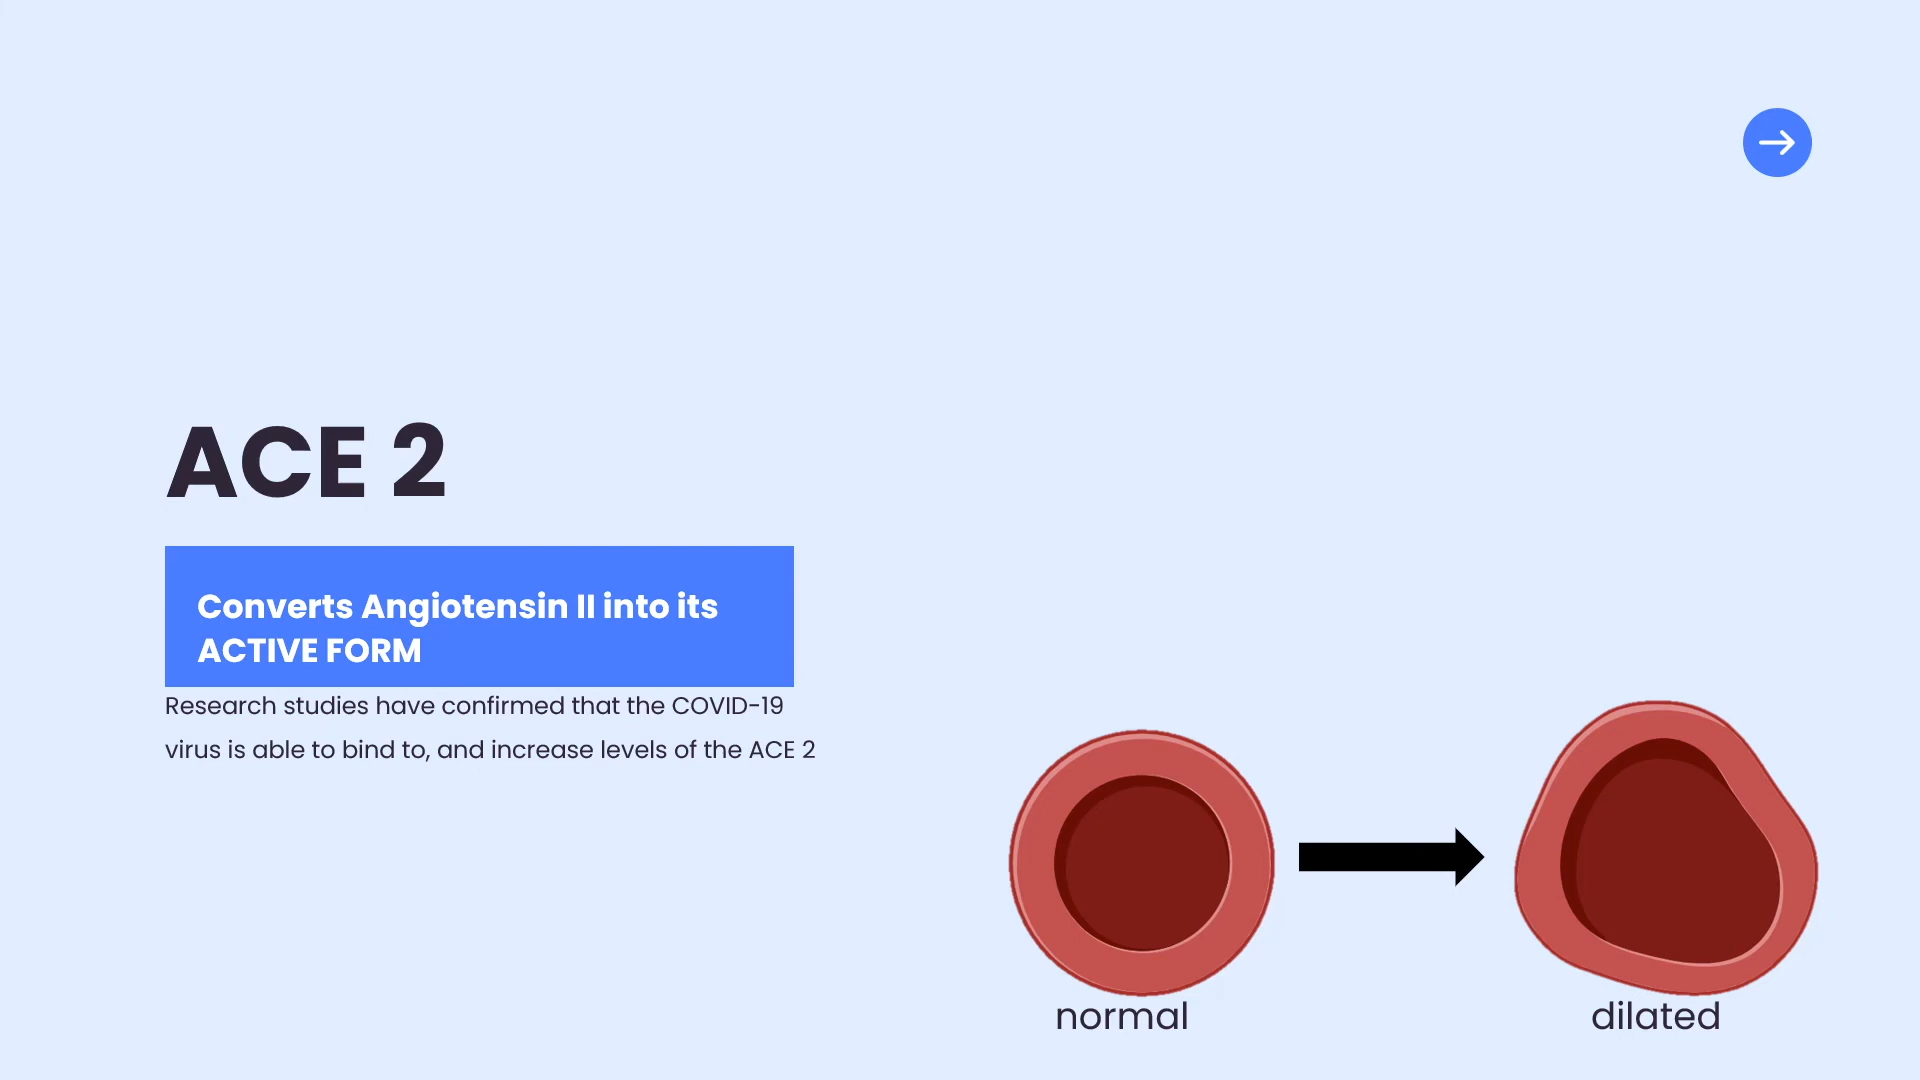 ACE 2
Converts Angiotensin II into its
ACTIVE FORM
Research studies have confirmed that the COVID-19
virus is able to bind to, and increase levels of the ACE 2
normal
dilated